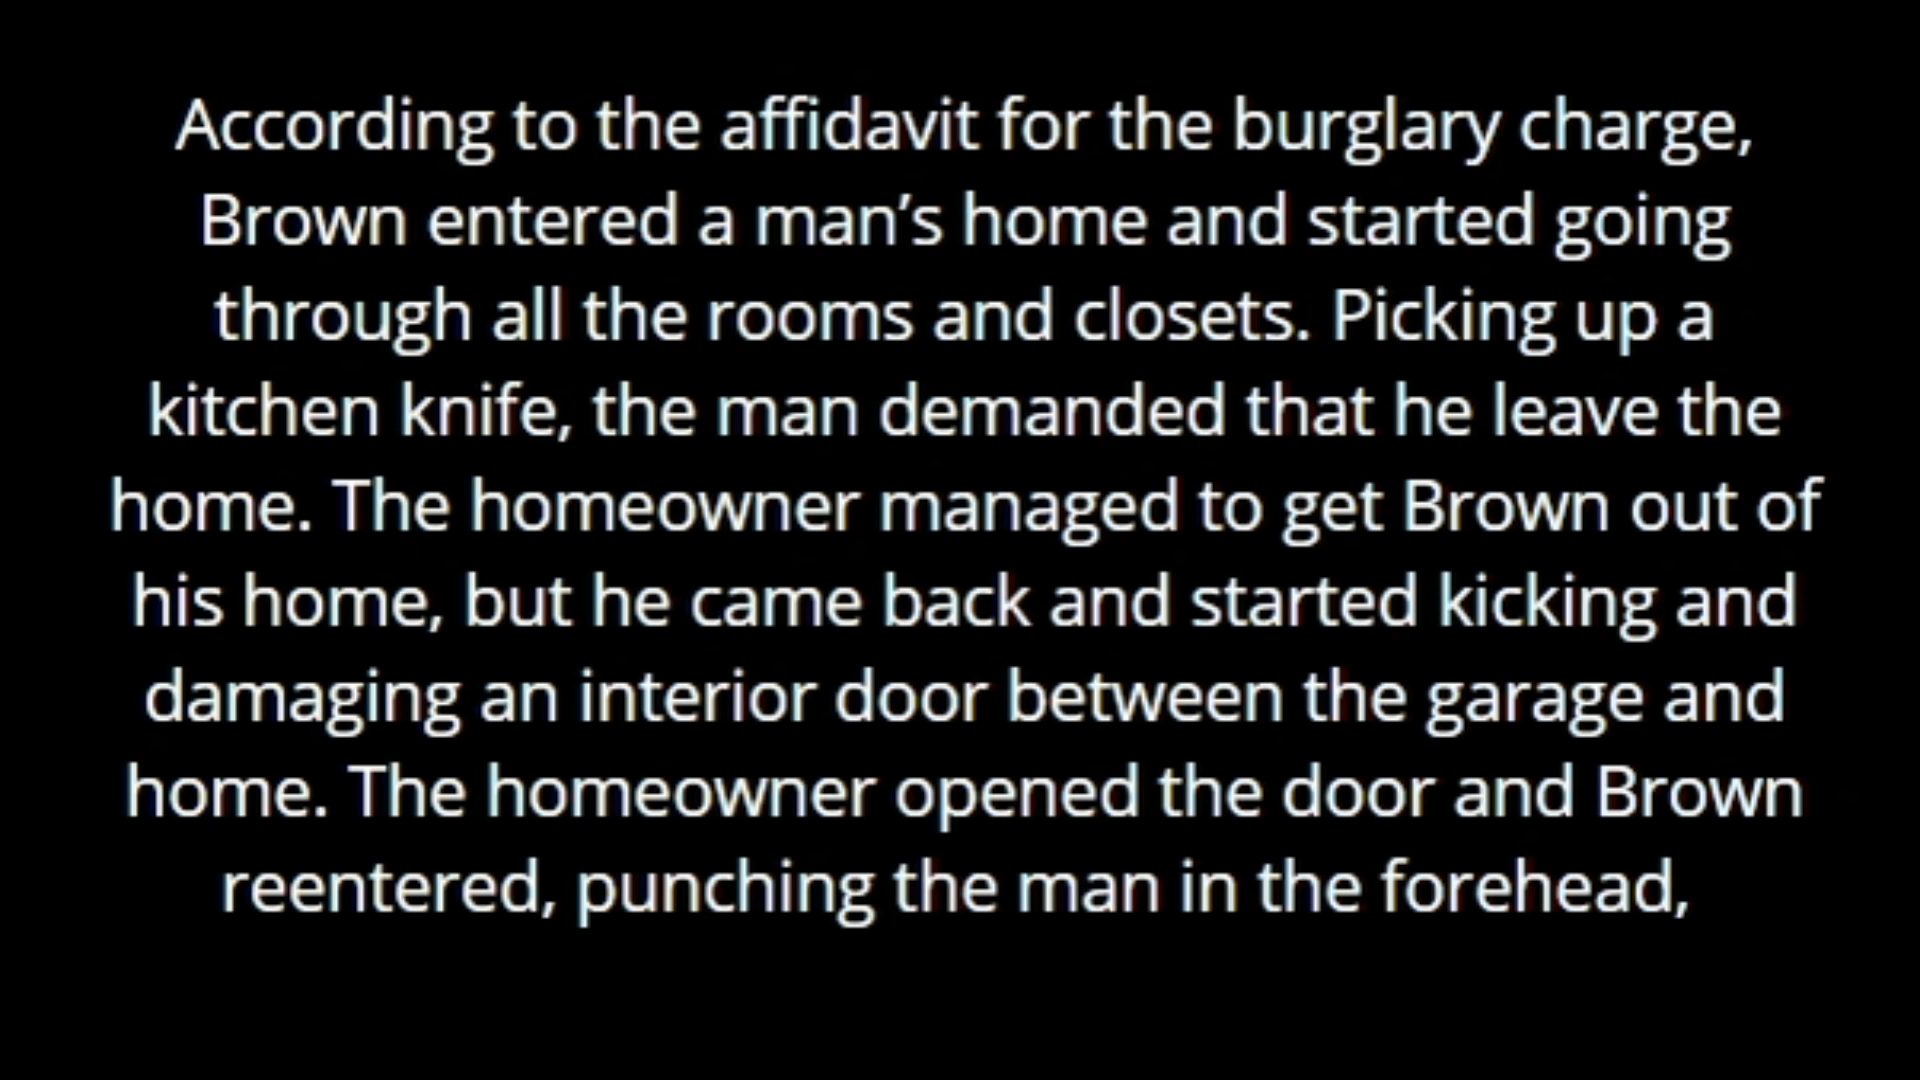 According to the affidavit for the burglary charge,
Brown entered a man’s home and started going
through all the rooms and closets. Picking up a
kitchen knife, the man demanded that he leave the
home. The homeowner managed to get Brown out of
his home, but he came back and started kicking and
damaging an interior door between the garage and
home. The homeowner opened the door and Brown
reentered, punching the man in the forehead,